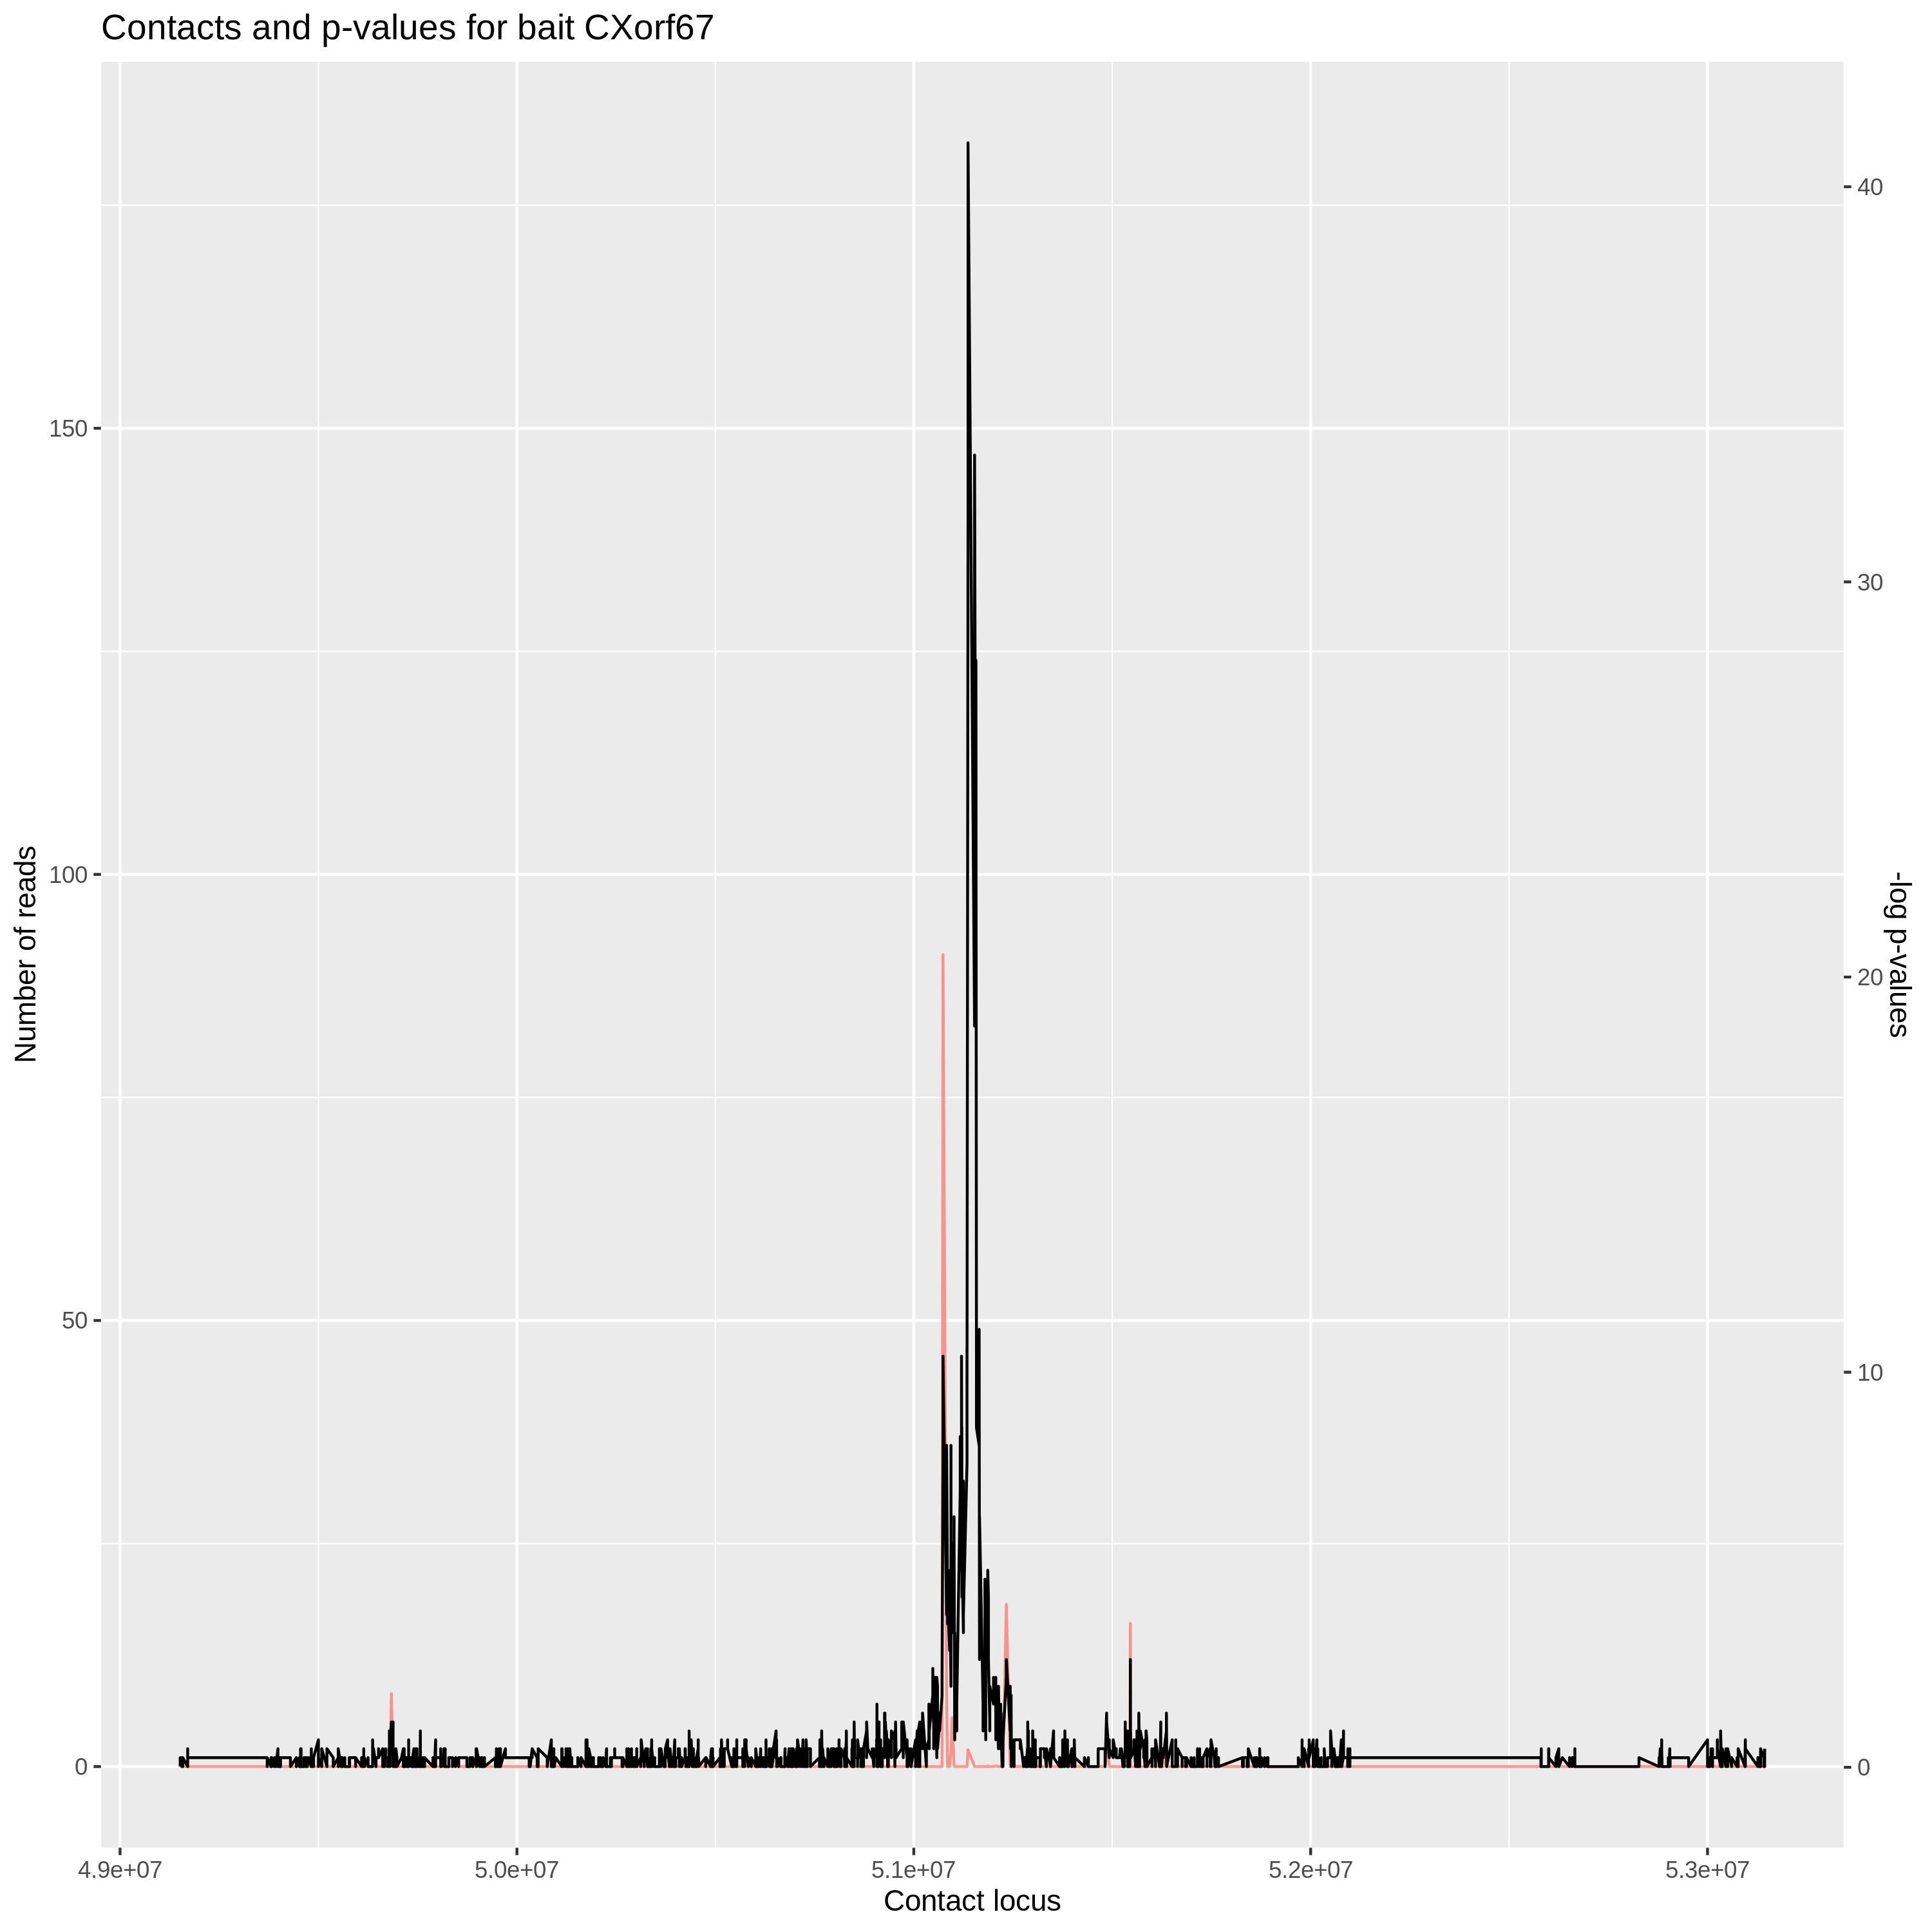 Contacts and p-values for bait CXorf67
Number of reads
150
100
50
0
40
30
20
10
0
-log p-values
4.9e+07
5.0e+07
5.1e+07
5.2e+07
5.3e+07
Contact locus